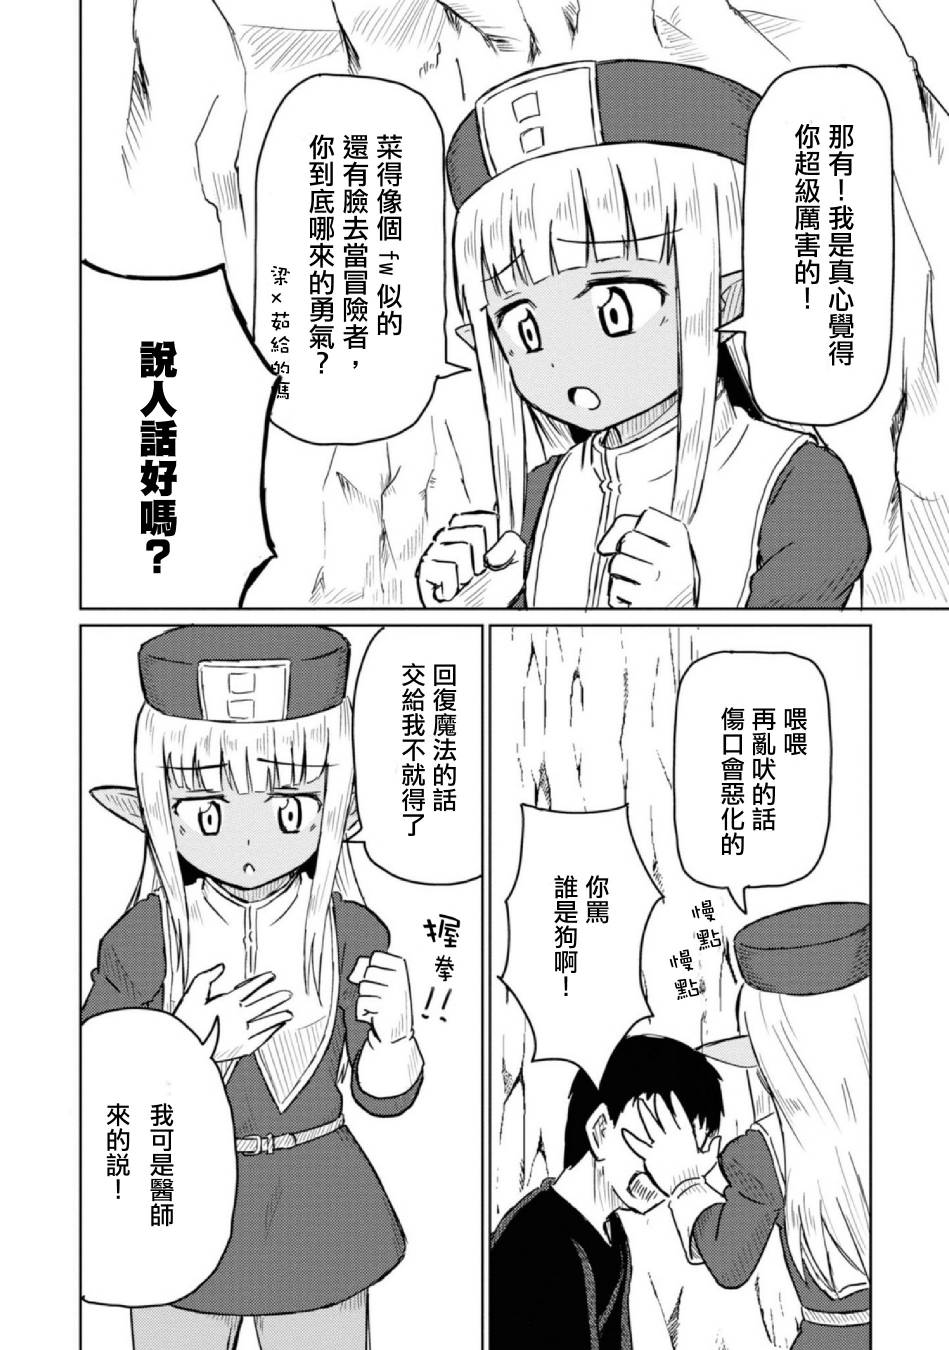 那有！我是真心覺得
你超級厲害的！
菜得像個fw似的
還有臉去當冒險者，
你到底哪來的勇氣？
梁×茹給的嗎
說人話好嗎？
喂喂
再亂吠的話
傷口會惡化的
慢點
慢點
你罵
誰是狗啊！
回復魔法的話
交給我不就得了
握拳!!
我可是醫師
來的説！